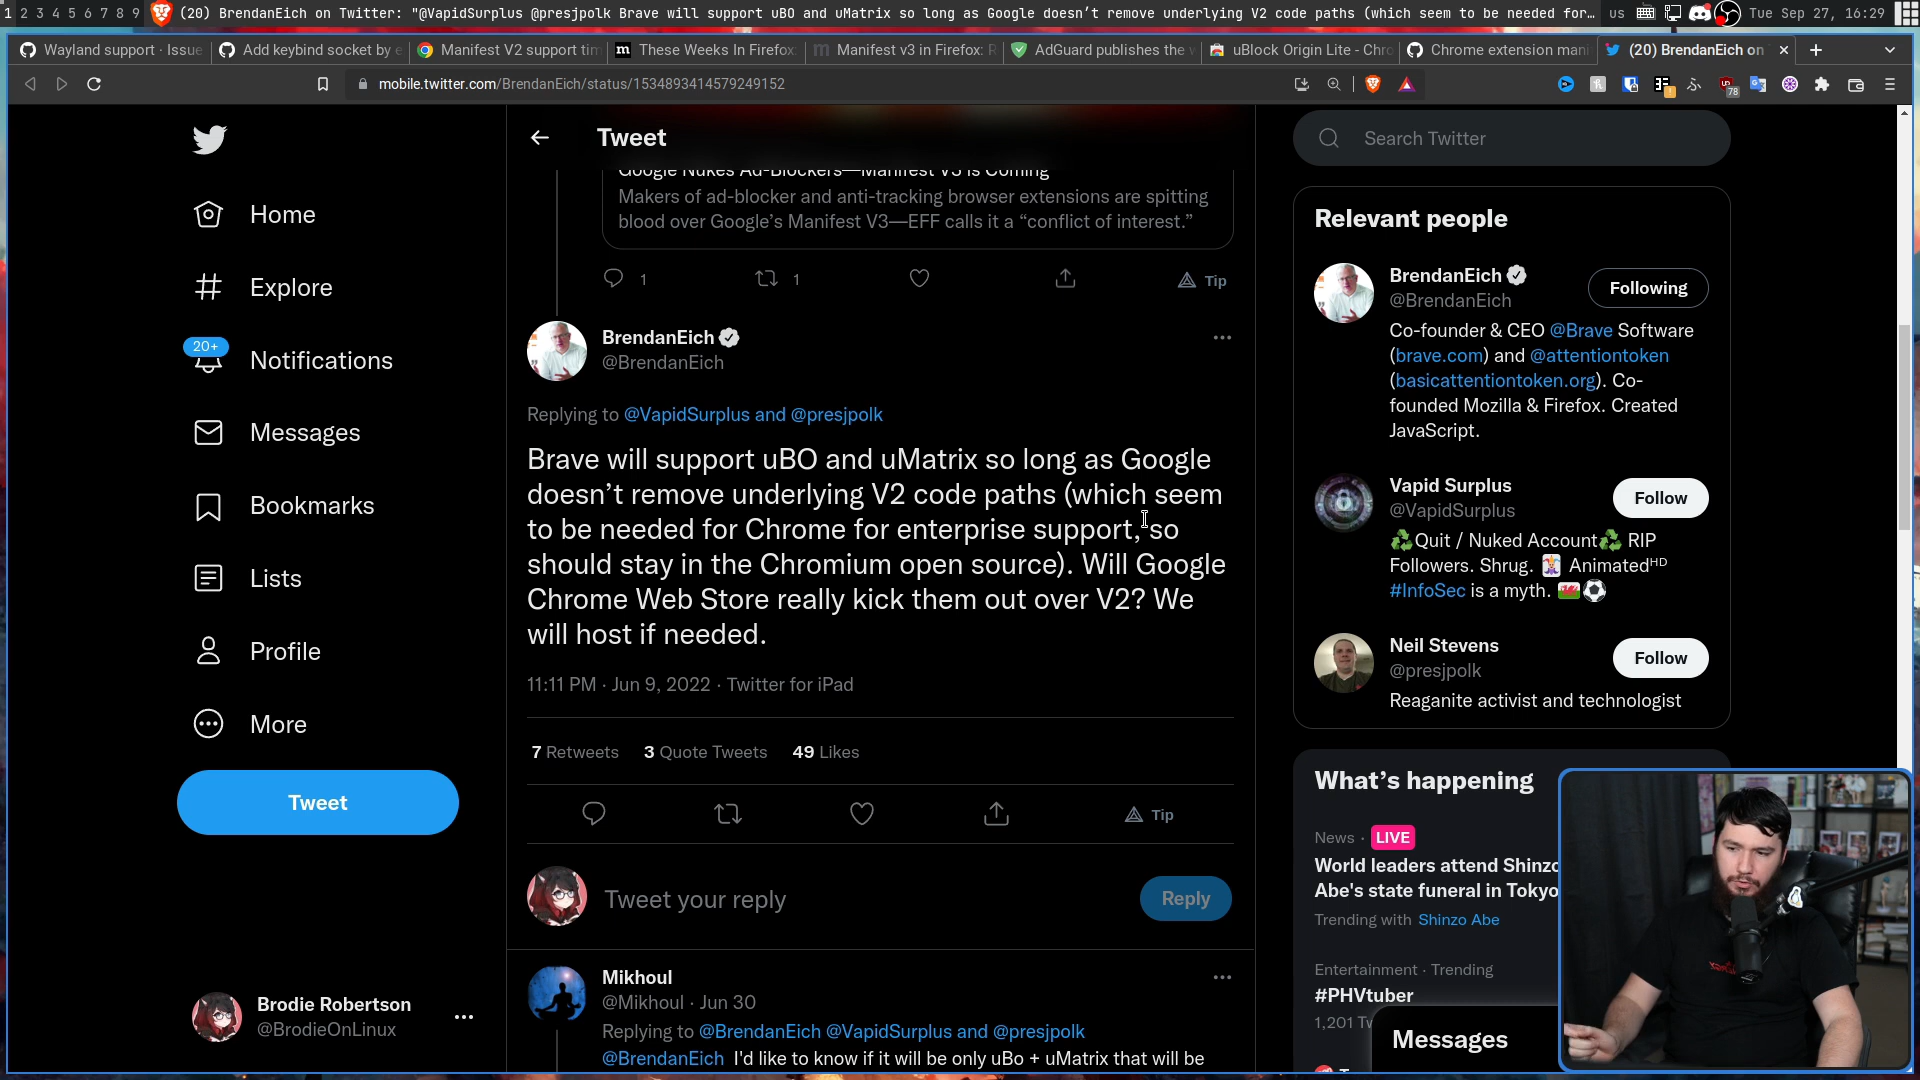 1 2 3 4 5 6 7 8 9 (20) BrendanEich on Twitter: "@VapidSurplus @presjpolk Brave will support uBO and uMatrix so long as Google doesn't remove underlying V2 code paths (which seem to be needed for… us Tue Sep 27, 16:29
Wayland support · Issue
Add keybind socket by e
Manifest V2 support tim
These Weeks In Firefox:
Manifest v3 in Firefox: R
AdGuard publishes the w
uBlock Origin Lite - Chro
Chrome extension mani
(20) BrendanEich on
mobile.twitter.com/BrendanEich/status/1534893414579249152
78
Home
Explore
20+
Notifications
Messages
Bookmarks
Lists
Profile
More
Tweet
Brodie Robertson
@BrodieOnLinux
Tweet
Google Nukes Ad-Blockers—Manifest V3 is Coming
Makers of ad-blocker and anti-tracking browser extensions are spitting
blood over Google's Manifest V3—EFF calls it a “conflict of interest.”
1 1 Tip
BrendanEich
@BrendanEich
Replying to @VapidSurplus and @presjpolk
Brave will support uBO and uMatrix so long as Google
doesn't remove underlying V2 code paths (which seem
to be needed for Chrome for enterprise support, so
should stay in the Chromium open source). Will Google
Chrome Web Store really kick them out over V2? We
will host if needed.
11:11 PM · Jun 9, 2022 · Twitter for iPad
7 Retweets 3 Quote Tweets 49 Likes
Tip
Tweet your reply
Reply
Mikhoul
@Mikhoul · Jun 30
Replying to @BrendanEich @VapidSurplus and @presjpolk
@BrendanEich I'd like to know if it will be only uBo + uMatrix that will be
Search Twitter
Relevant people
BrendanEich
@BrendanEich
Following
Co-founder & CEO @Brave Software
(brave.com) and @attentiontoken
(basicattentiontoken.org). Co-
founded Mozilla & Firefox. Created
JavaScript.
Vapid Surplus
@VapidSurplus
Follow
♻️Quit / Nuked Account♻️ RIP
Followers. Shrug. 🃏 Animatedᴴᴰ
#InfoSec is a myth. 🏴󠁧󠁢󠁷󠁬󠁳󠁿⚽
Neil Stevens
@presjpolk
Follow
Reaganite activist and technologist
What's happening
News · LIVE
World leaders attend Shinzo
Abe's state funeral in Tokyo
Trending with Shinzo Abe
Entertainment · Trending
#PHVtuber
1,201 Tw
Messages